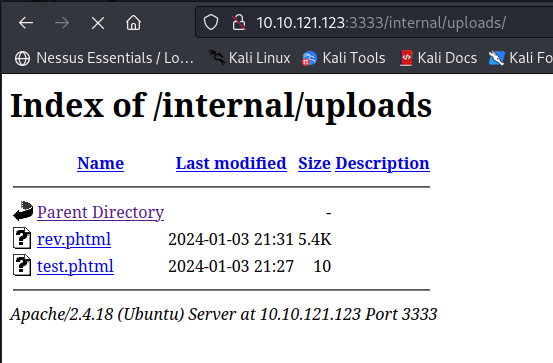 10.10.121.123:3333/internal/uploads/
Nessus Essentials / Lo… Kali Linux Kali Tools Kali Docs Kali Fo
Index of /internal/uploads
Name Last modified Size Description
Parent Directory -
rev.phtml 2024-01-03 21:31 5.4K
test.phtml 2024-01-03 21:27 10
Apache/2.4.18 (Ubuntu) Server at 10.10.121.123 Port 3333